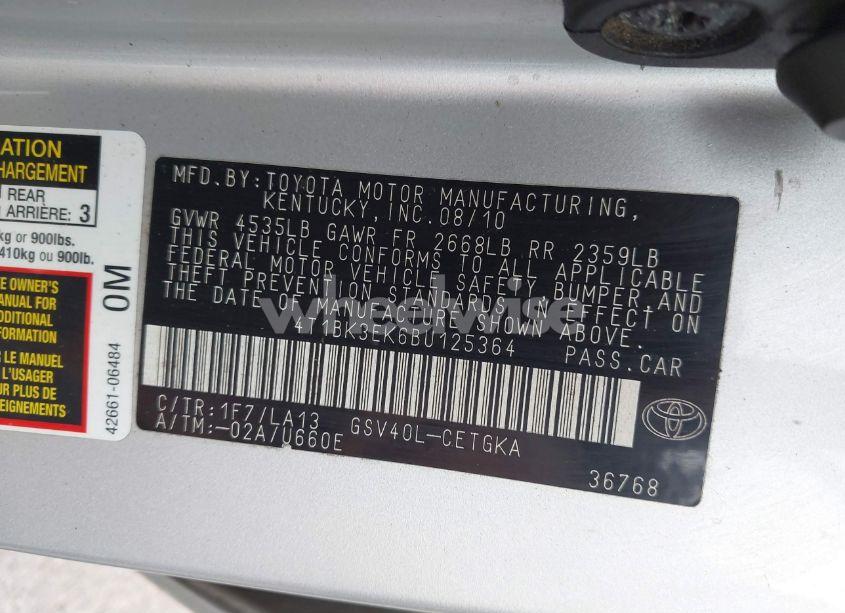 ATION
HARGEMENT
REAR
ARRIÈRE: 3
kg or 900lbs.
410kg ou 900lb.
E OWNER'S
ANUAL FOR
DDITIONAL
FORMATION
LE MANUEL
L'USAGER
UR PLUS DE
EIGNEMENTS
0M
42661-06484
MFD.BY:TOYOTA MOTOR MANUFACTURING,
KENTUCKY,INC.08/10
GVWR 4535LB GAWR FR 2668LB RR 2359LB
THIS VEHICLE CONFORMS TO ALL APPLICABLE
FEDERAL MOTOR VEHICLE SAFETY,BUMPER AND
THEFT PREVENTION STANDARDS IN EFFECT ON
THE DATE OF MANUFACTURE SHOWN ABOVE.
4T1BK3EK6BU125364 PASS.CAR
C/TR:1F7/LA13 GSV40L-CETGKA
A/TM:-02A/U660E
36768
wheelwise